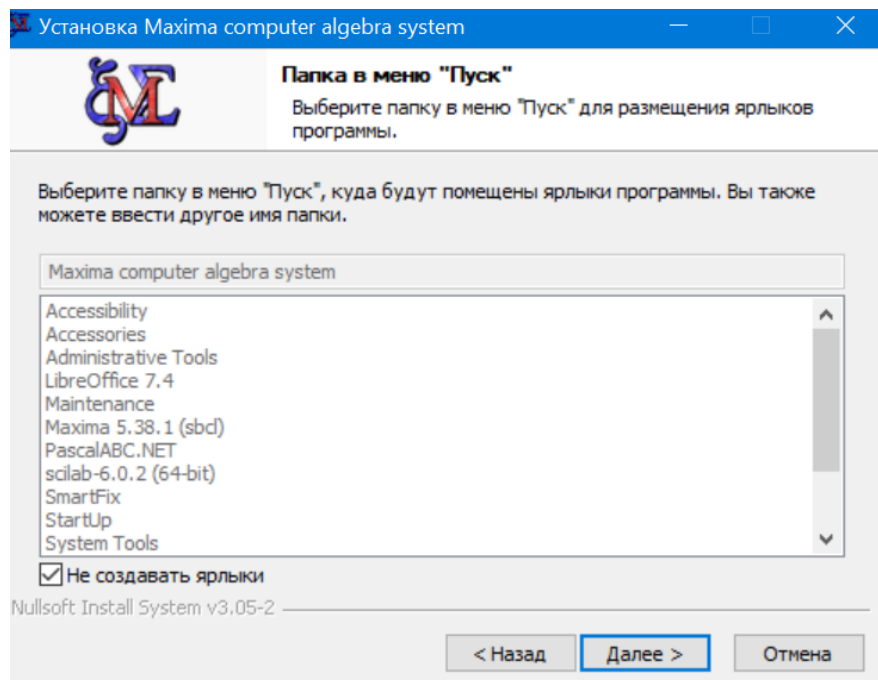 Установка Maxima computer algebra system
Папка в меню "Пуск"
Выберите папку в меню "Пуск" для размещения ярлыков
программы.
Выберите папку в меню "Пуск", куда будут помещены ярлыки программы. Вы также
можете ввести другое имя папки.
Maxima computer algebra system
Accessibility
Accessories
Administrative Tools
LibreOffice 7.4
Maintenance
Maxima 5.38.1 (sbcl)
PascalABC.NET
scilab-6.0.2 (64-bit)
SmartFix
StartUp
System Tools
Не создавать ярлыки
Nullsoft Install System v3.05-2
< Назад
Далее >
Отмена